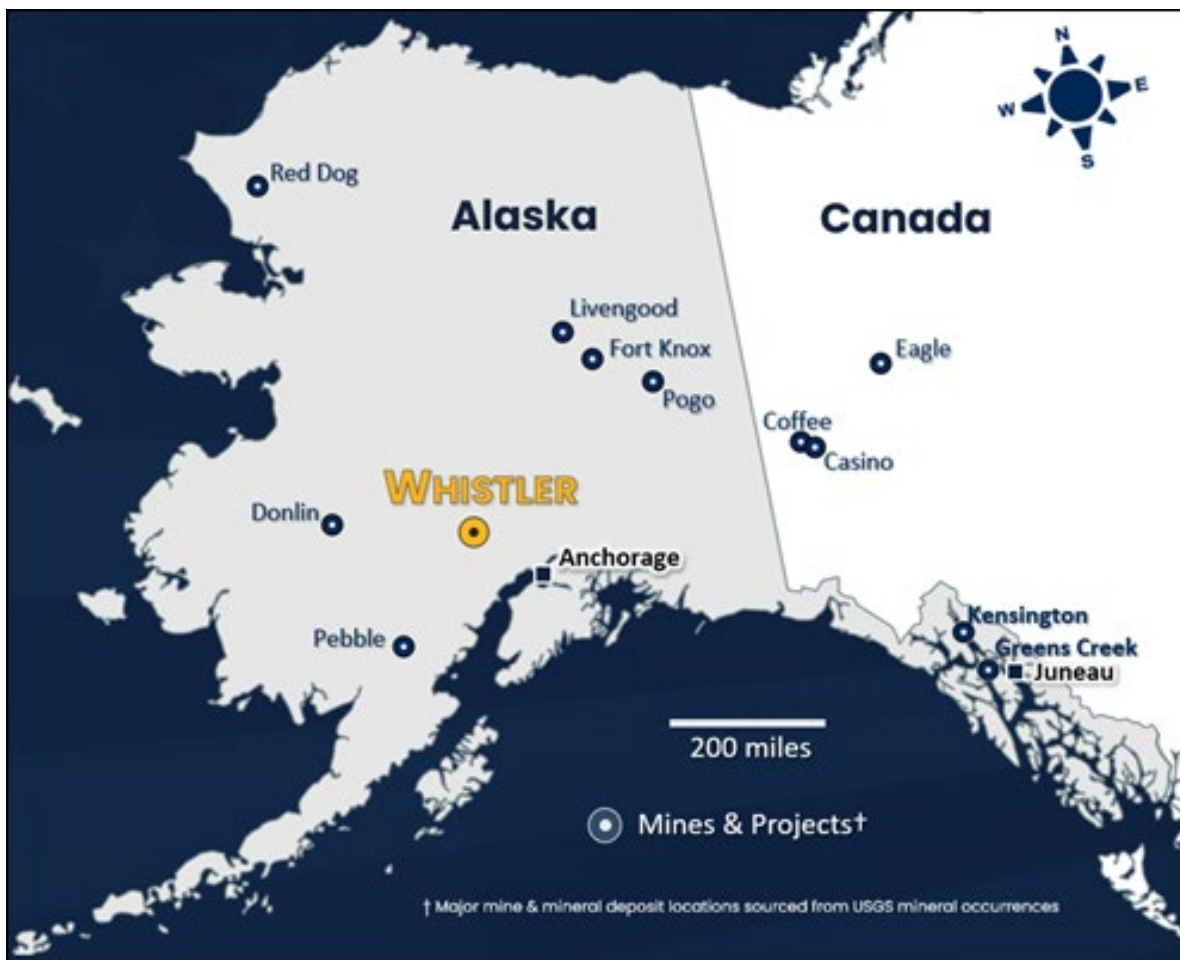 N
E
W
S
Red Dog
Alaska
Canada
Livengood
Fort Knox
Eagle
Pogo
Coffee
Casino
WHISTLER
Donlin
Anchorage
Kensington
Pebble
Greens Creek
Juneau
200 miles
Mines & Projects†
† Major mine & mineral deposit locations sourced from USGS mineral occurrences